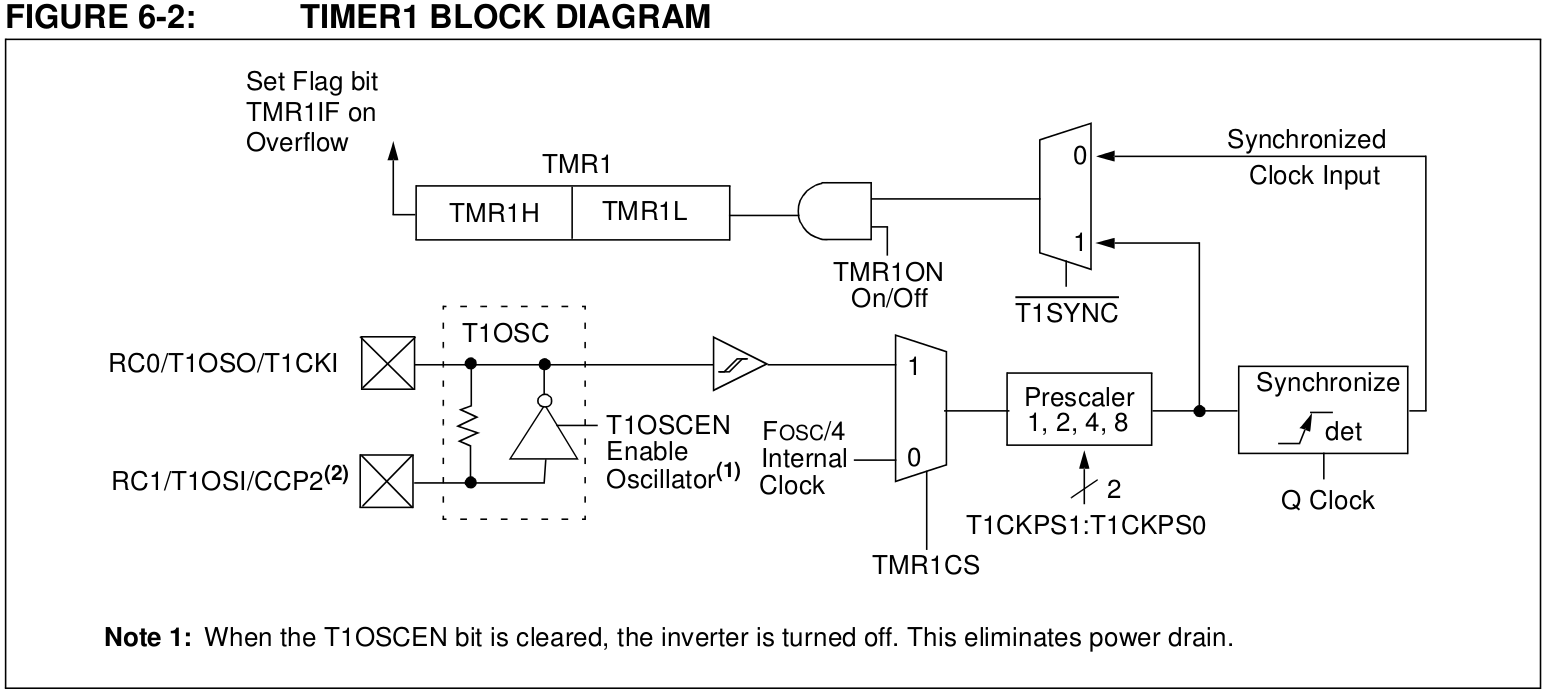 FIGURE 6-2: TIMER1 BLOCK DIAGRAM
Set Flag bit
TMR1IF on
Overflow
TMR1
TMR1H
TMR1L
TMR1ON
On/Off
0
1
T1SYNC
Synchronized
Clock Input
RC0/T1OSO/T1CKI
T1OSC
RC1/T1OSI/CCP2(2)
T1OSCEN
Enable
Oscillator(1)
FOSC/4
Internal
Clock
1
0
TMR1CS
Prescaler
1, 2, 4, 8
2
T1CKPS1:T1CKPS0
Synchronize
det
Q Clock
Note 1: When the T1OSCEN bit is cleared, the inverter is turned off. This eliminates power drain.